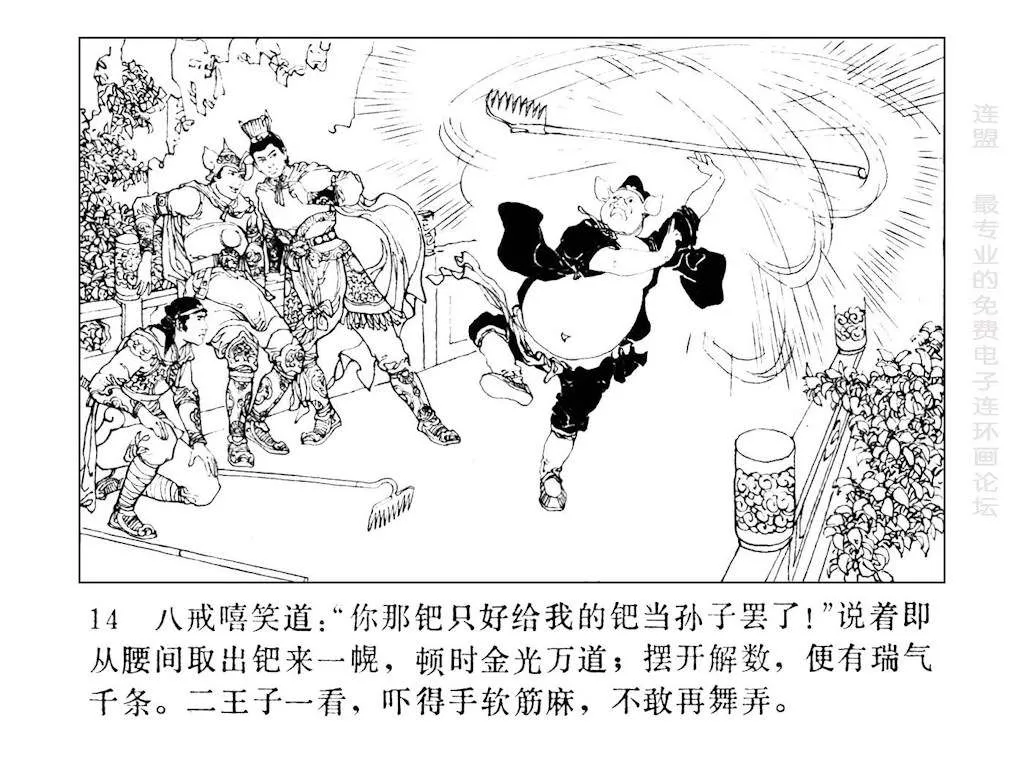 14 八戒嘻笑道：“你那钯只好给我的钯当孙子罢了！”说着即
从腰间取出钯来一幌，顿时金光万道；摆开解数，便有瑞气
千条。二王子一看，吓得手软筋麻，不敢再舞弄。
连盟 最专业的免费电子连环画论坛